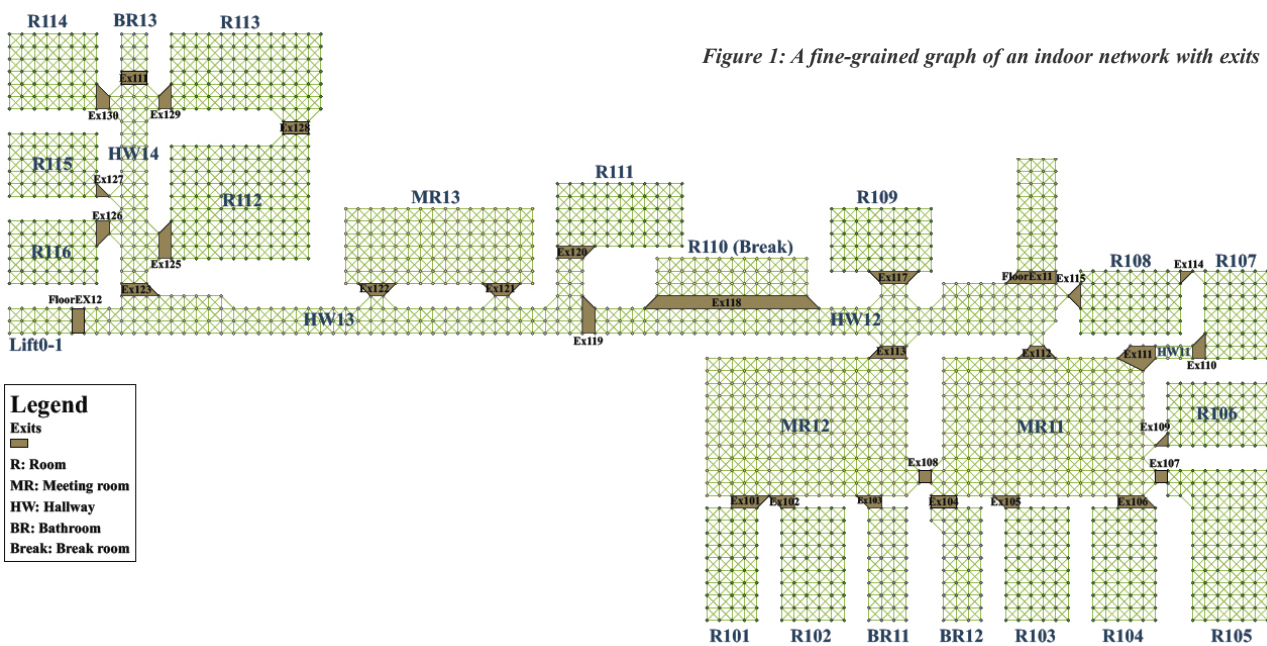 R114 BR13 R113
Figure 1: A fine-grained graph of an indoor network with exits
Ex111
Ex130 Ex129
Ex128
HW14
R115
Ex127
R111
R112
MR13
R109
Ex126
R116
R110 (Break)
Ex120
Ex125
R108 Ex114 R107
FloorEx11 Ex115
Ex117
Ex123 Ex122 Ex121
FloorEX12
Ex118
HW13 HW12
Lift0-1
Ex119
Ex113 Ex112 Ex111 HW11
Ex110
Legend
Exits
R: Room
MR: Meeting room
HW: Hallway
BR: Bathroom
Break: Break room
R106
MR12 MR11
Ex109
Ex108 Ex107
Ex101 Ex102 Ex103 Ex104 Ex105 Ex106
R101 R102 BR11 BR12 R103 R104 R105